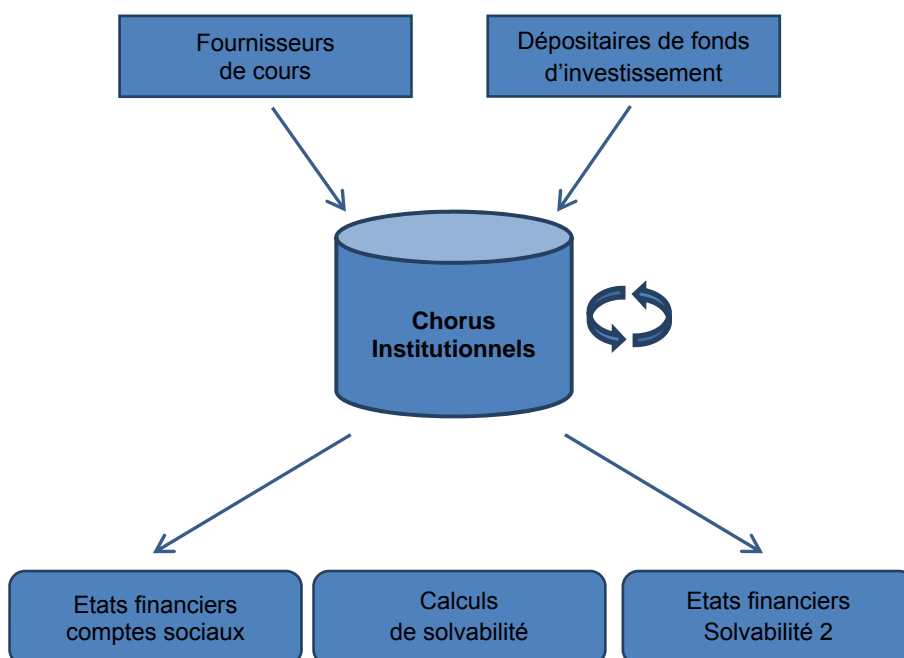 Fournisseurs
de cours
Dépositaires de fonds
d’investissement
Chorus
Institutionnels
Etats financiers
comptes sociaux
Calculs
de solvabilité
Etats financiers
Solvabilité 2